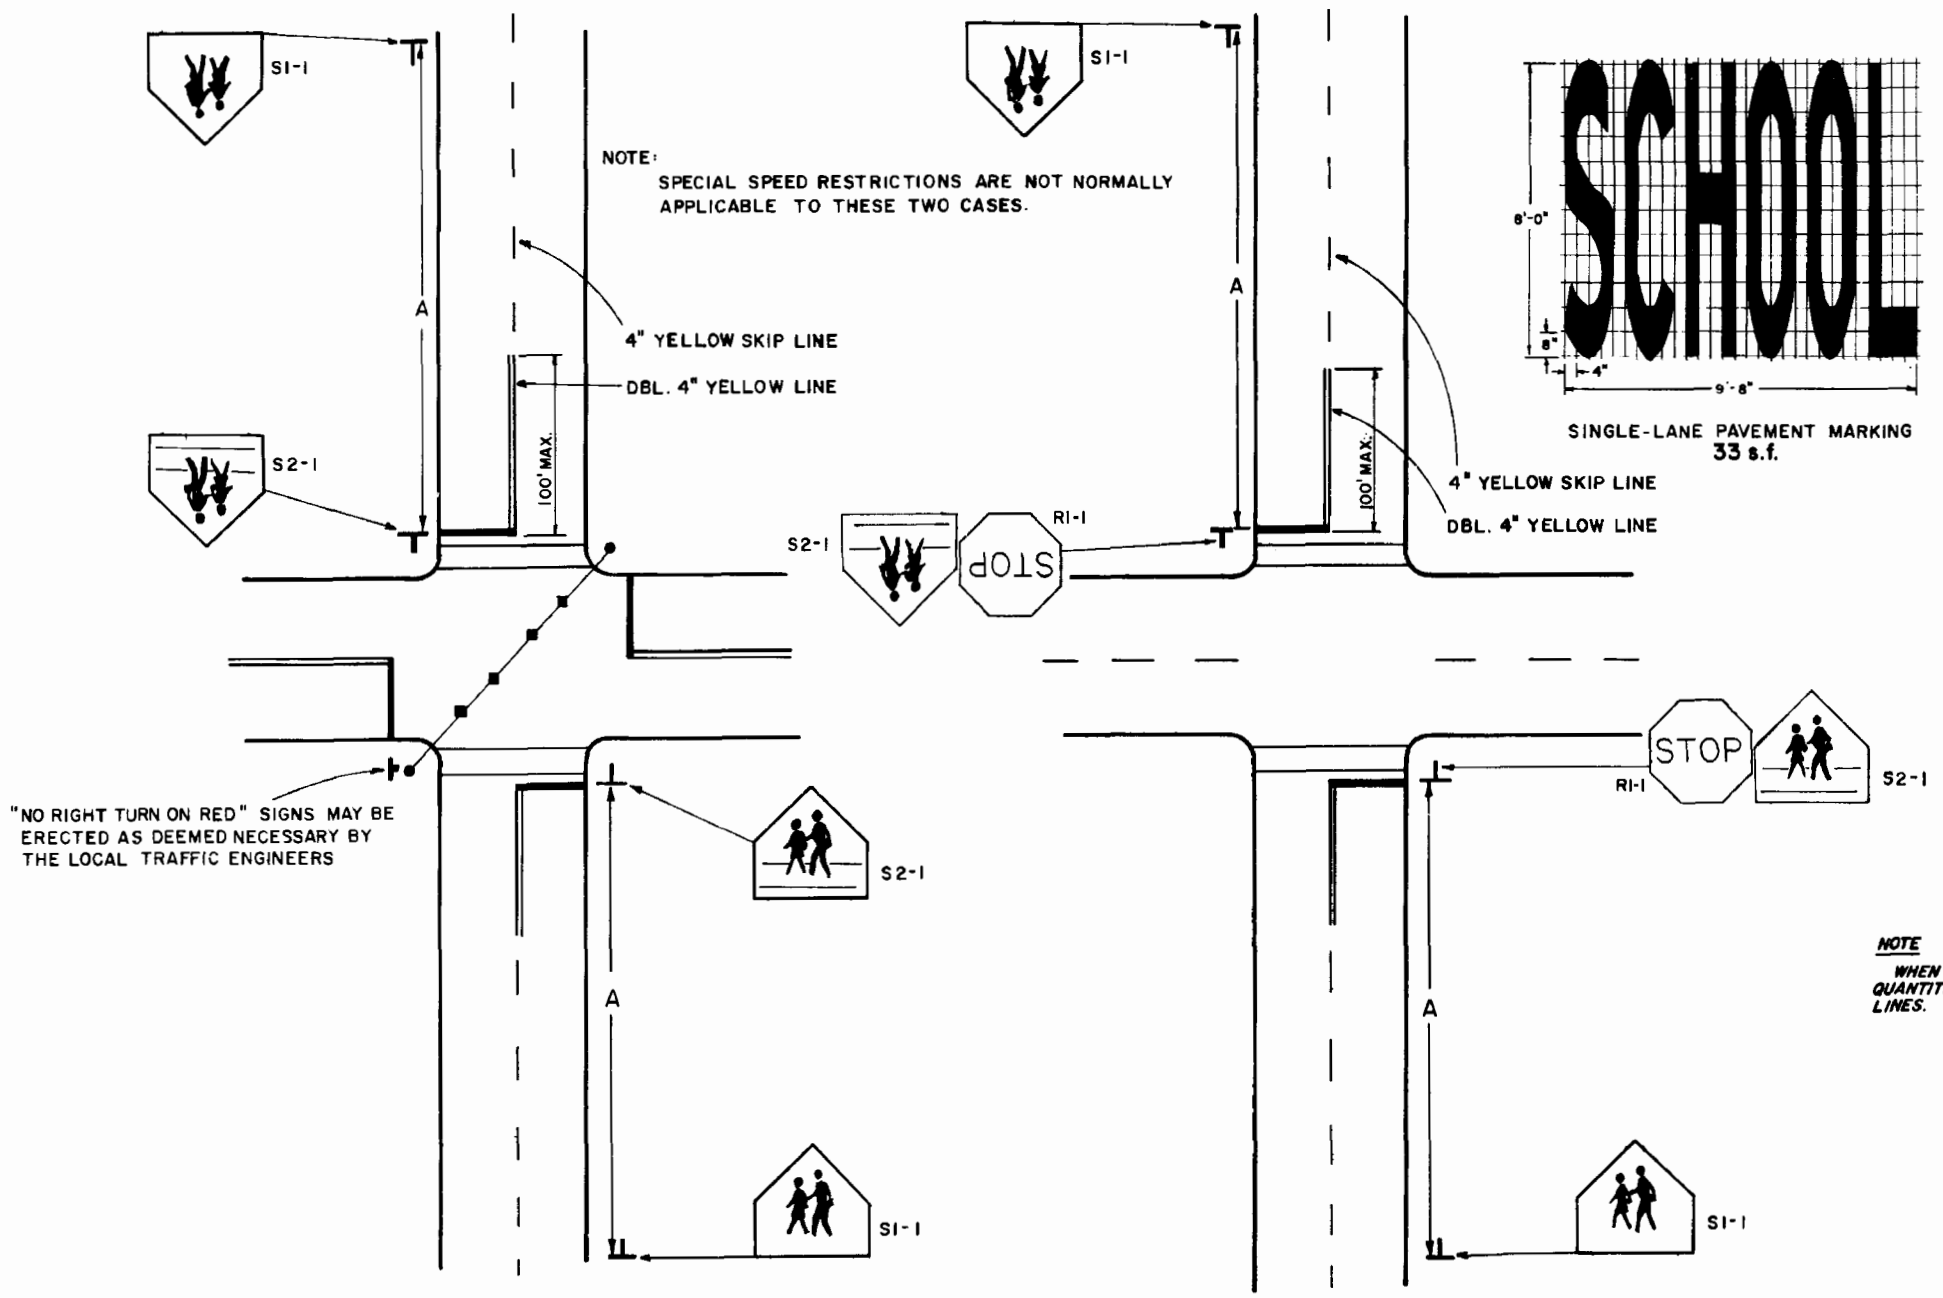 S1-1
S1-1
NOTE:
SPECIAL SPEED RESTRICTIONS ARE NOT NORMALLY
APPLICABLE TO THESE TWO CASES.
A
A
8'-0"
8"
4"
9'-8"
SCHOOL
SINGLE-LANE PAVEMENT MARKING
33 s.f.
4" YELLOW SKIP LINE
DBL. 4" YELLOW LINE
100' MAX.
S2-1
100' MAX.
4" YELLOW SKIP LINE
DBL. 4" YELLOW LINE
S2-1
STOP
R1-1
"NO RIGHT TURN ON RED" SIGNS MAY BE
ERECTED AS DEEMED NECESSARY BY
THE LOCAL TRAFFIC ENGINEERS
S2-1
STOP
R1-1
S2-1
A
A
NOTE
WHEN
QUANTIT
LINES.
S1-1
S1-1